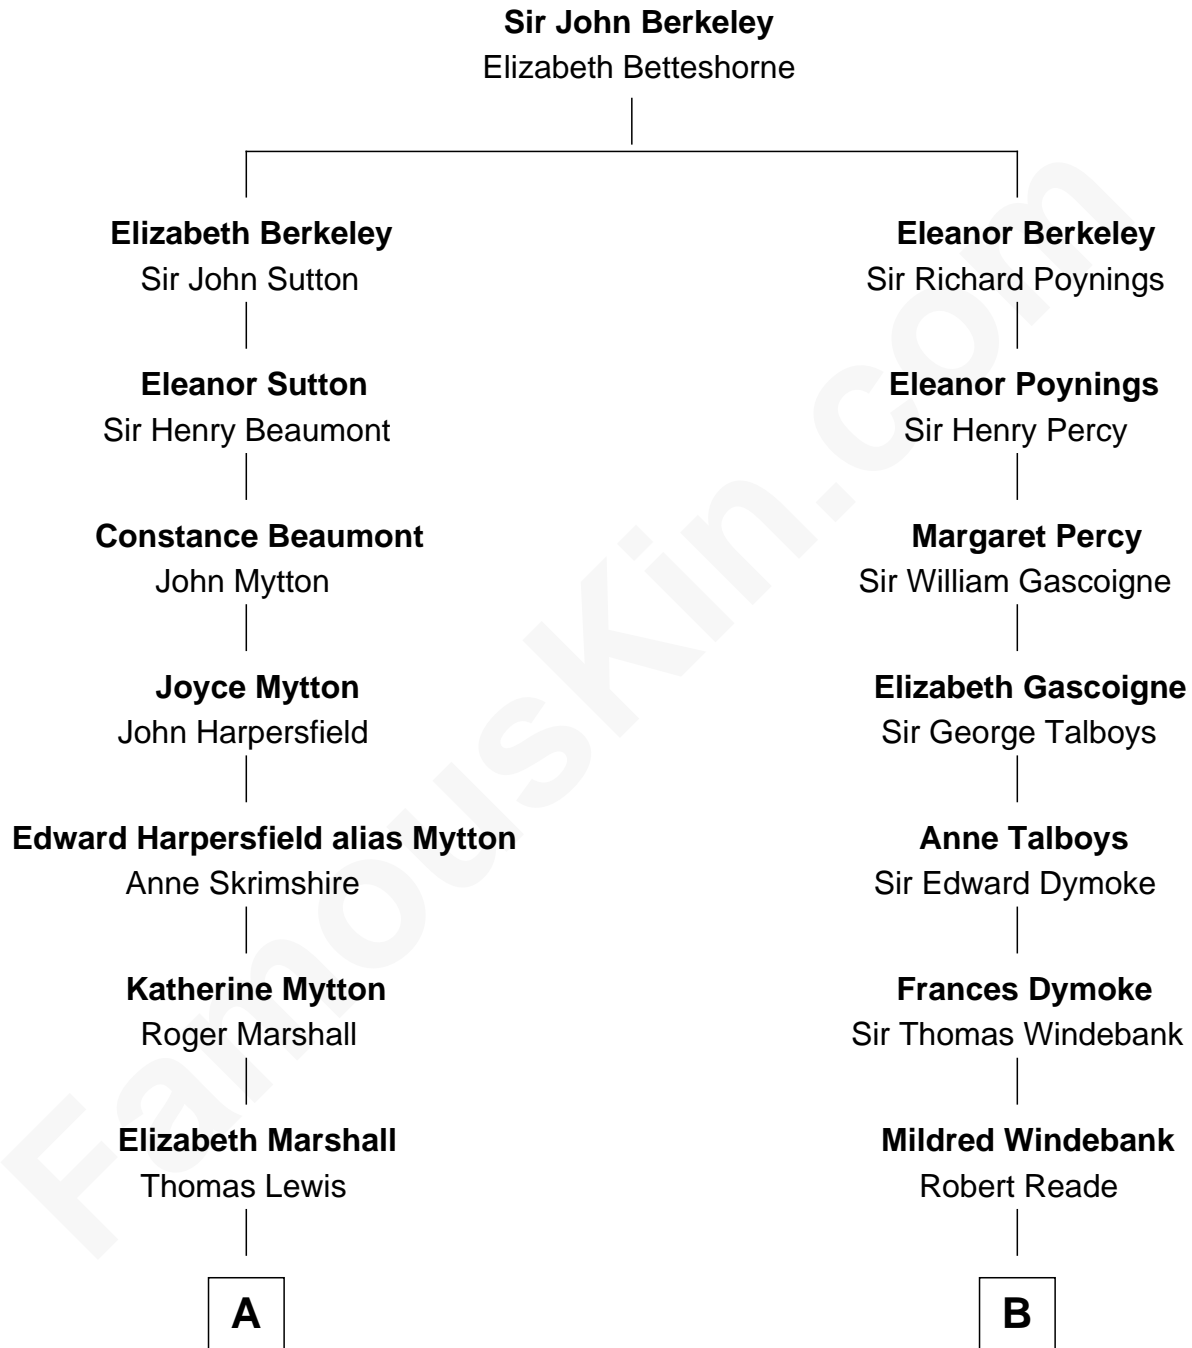 Sir John Berkeley
Elizabeth Betteshorne
Elizabeth Berkeley
Sir John Sutton
Eleanor Sutton
Sir Henry Beaumont
Constance Beaumont
John Mytton
Joyce Mytton
John Harpersfield
Edward Harpersfield alias Mytton
Anne Skrimshire
Katherine Mytton
Roger Marshall
Elizabeth Marshall
Thomas Lewis
A
Eleanor Berkeley
Sir Richard Poynings
Eleanor Poynings
Sir Henry Percy
Margaret Percy
Sir William Gascoigne
Elizabeth Gascoigne
Sir George Talboys
Anne Talboys
Sir Edward Dymoke
Frances Dymoke
Sir Thomas Windebank
Mildred Windebank
Robert Reade
B
FamousKin.com